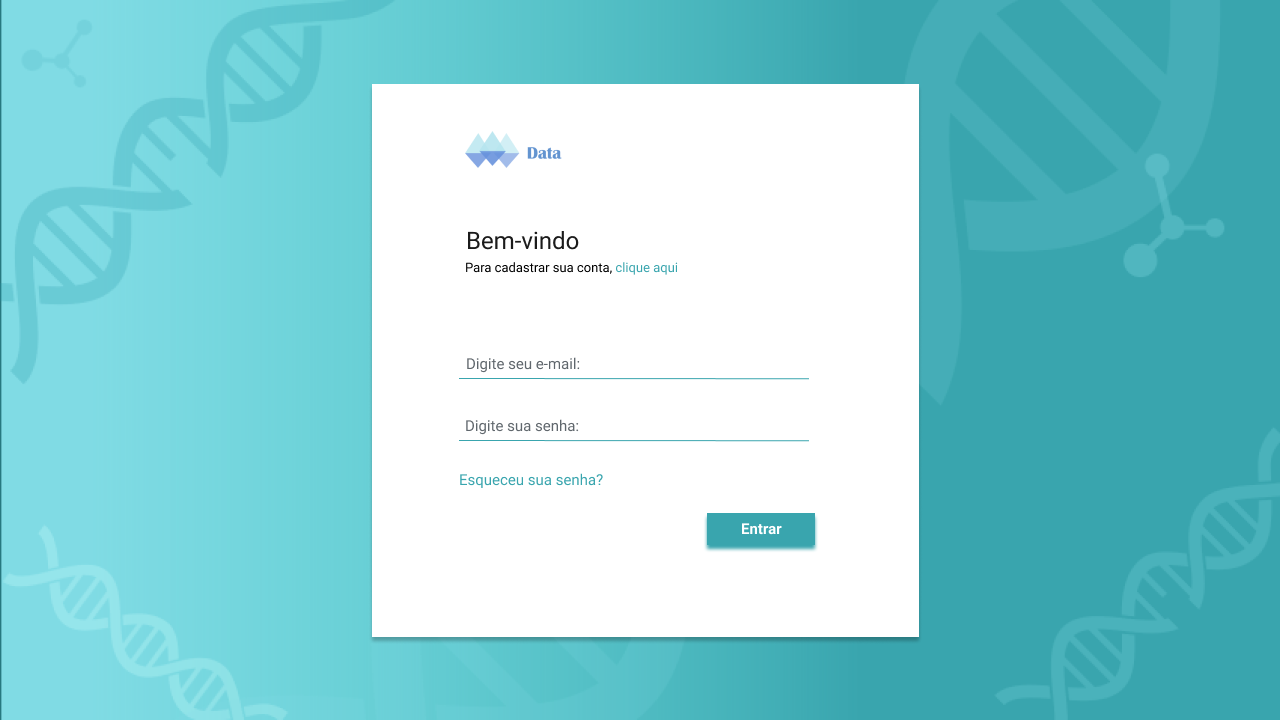 Data
Bem-vindo
Para cadastrar sua conta, clique aqui
Digite seu e-mail:
Digite sua senha:
Esqueceu sua senha?
Entrar